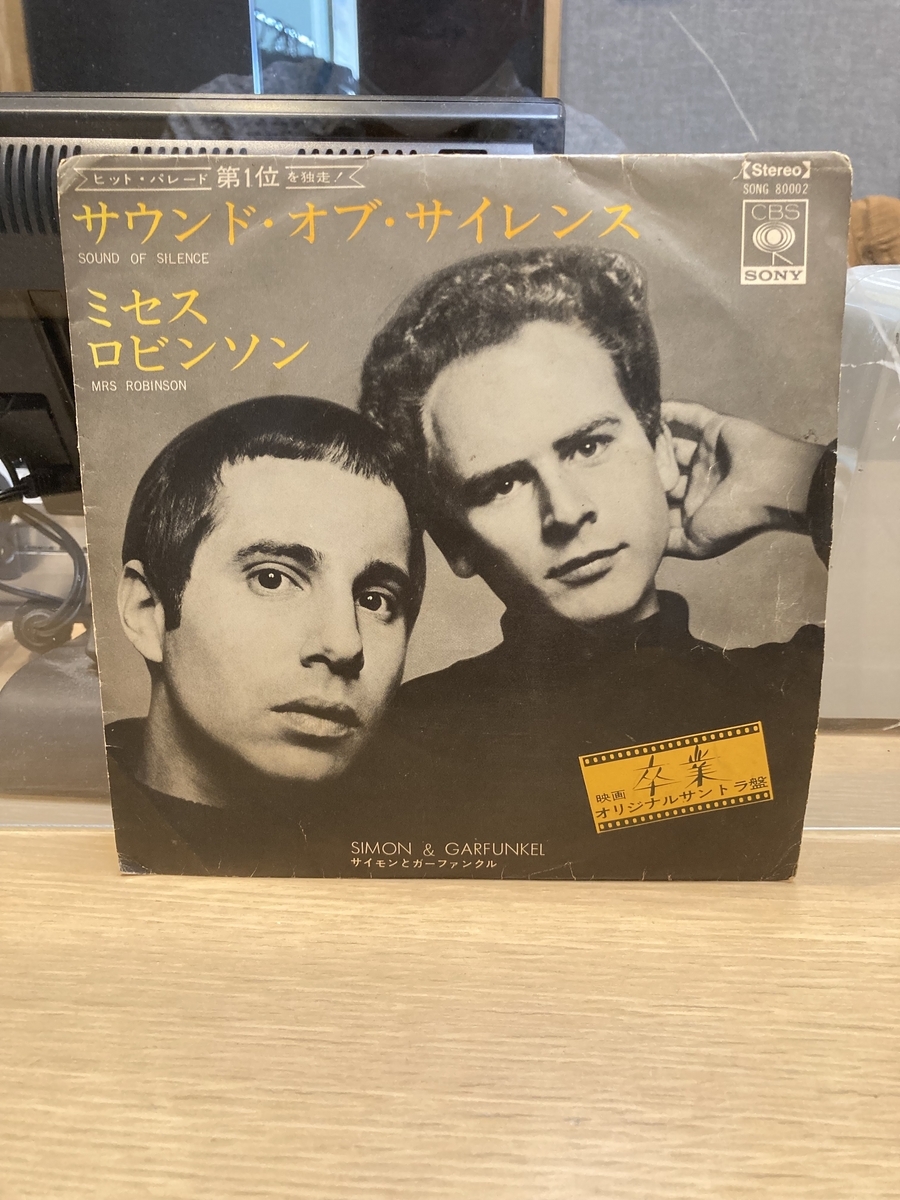 ヒット・パレード 第1位 を独走!
サウンド・オブ・サイレンス
SOUND OF SILENCE
ミセス
ロビンソン
MRS ROBINSON
【Stereo】
SONG 80002
CBS
SONY
卒業
映画
オリジナルサントラ盤
SIMON & GARFUNKEL
サイモンとガーファンクル